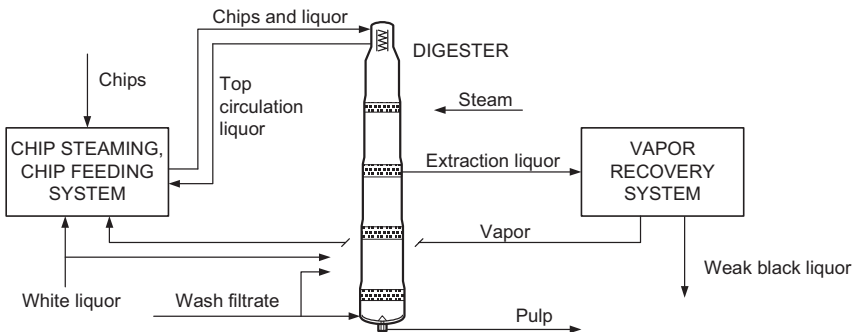 Chips and liquor
DIGESTER
Chips
Top
circulation
liquor
Steam
CHIP STEAMING,
CHIP FEEDING
SYSTEM
Extraction liquor
VAPOR
RECOVERY
SYSTEM
Vapor
Weak black liquor
White liquor
Wash filtrate
Pulp